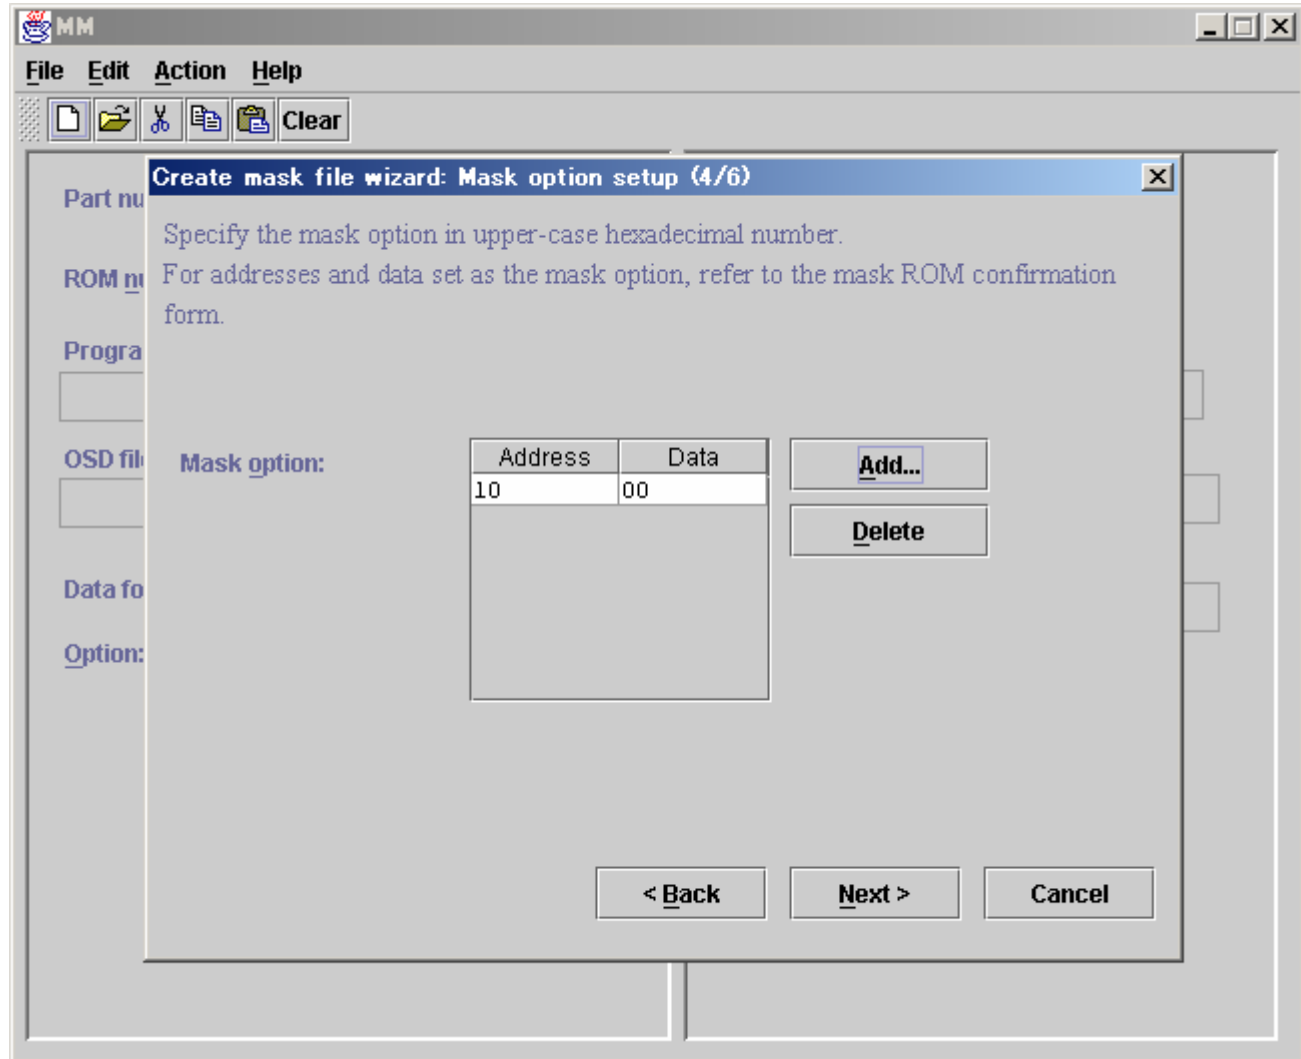 MM
File Edit Action Help
Clear
Create mask file wizard: Mask option setup (4/6)
Part nu
Specify the mask option in upper-case hexadecimal number.
ROM nu
For addresses and data set as the mask option, refer to the mask ROM confirmation
form.
Progra
OSD fil
Mask option:
Address Data
10 00
Add...
Delete
Data fo
Option:
< Back Next > Cancel